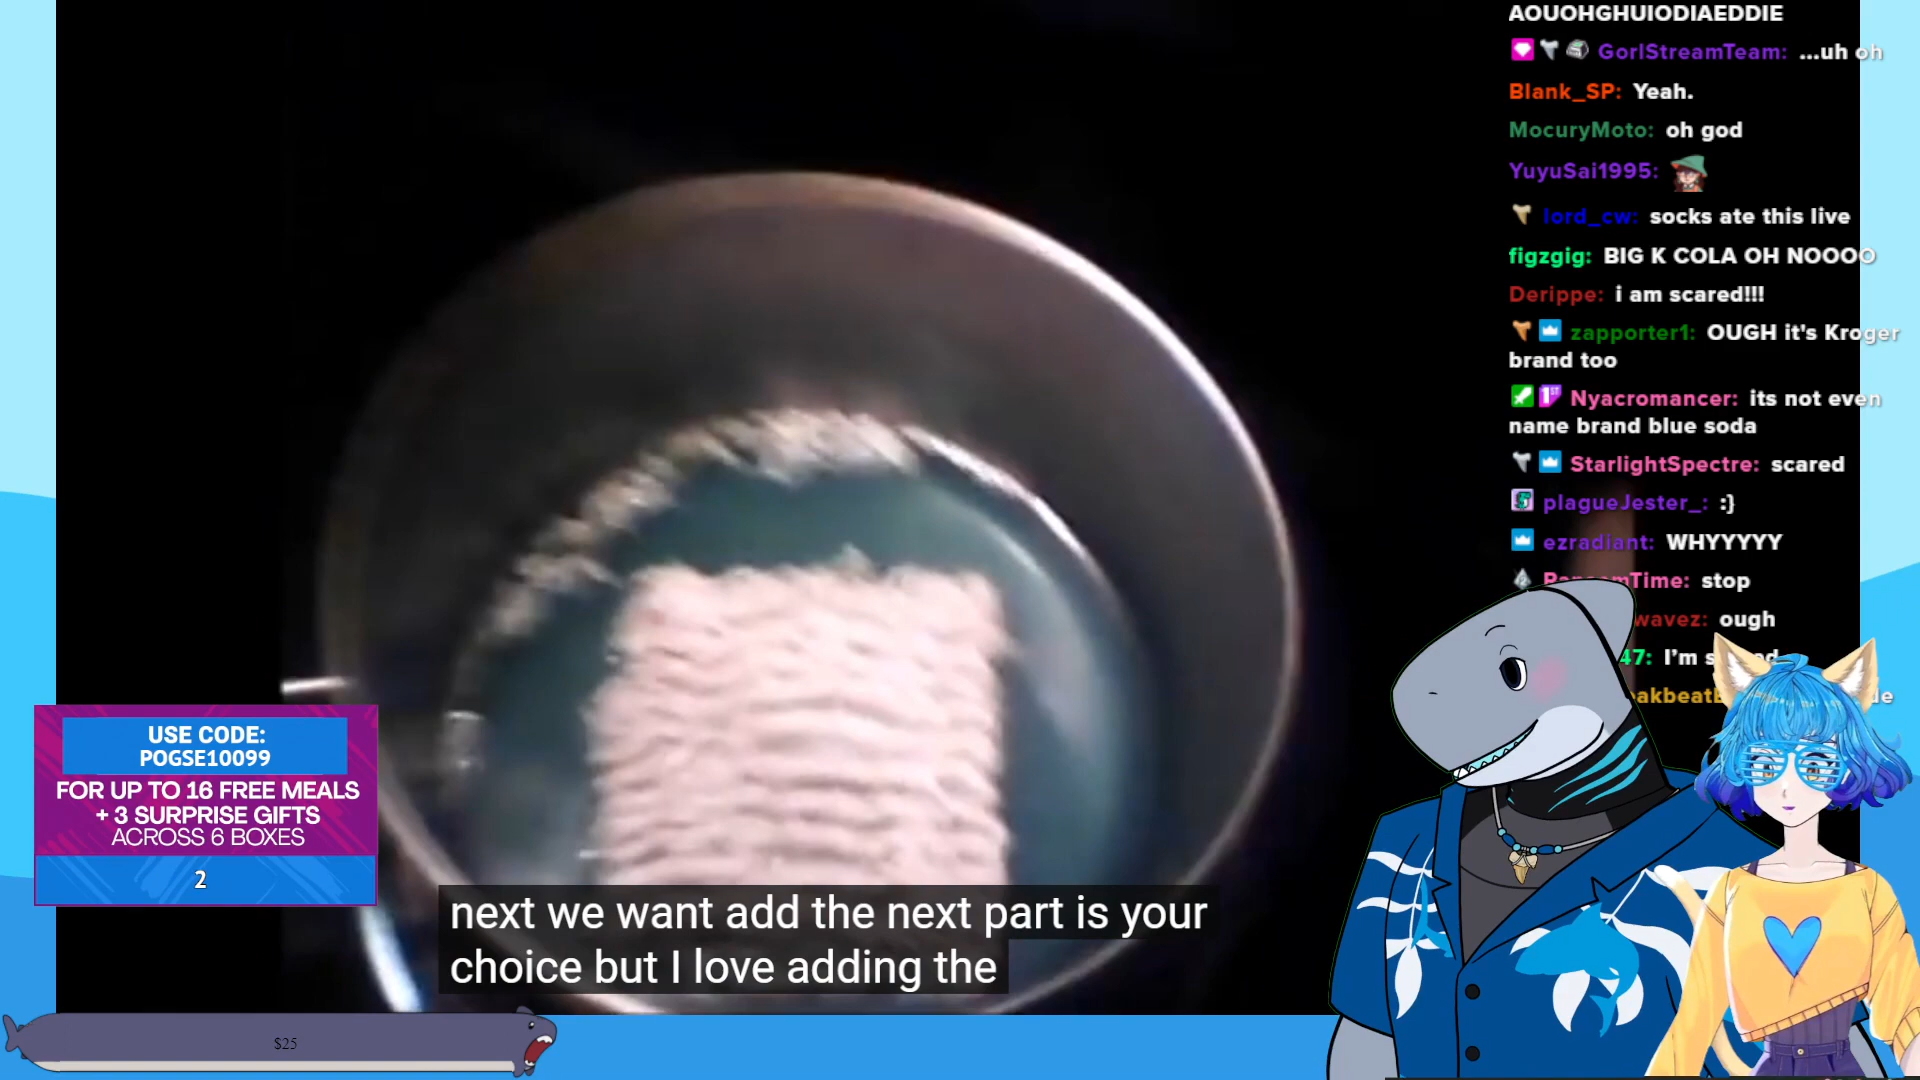 AOUOHGHUIODIAEDDIE
GorlStreamTeam: ...uh oh
Blank_SP: Yeah.
MocuryMoto: oh god
YuyuSai1995:
lord_cw: socks ate this live
figzgig: BIG K COLA OH NOOOO
Derippe: i am scared!!!
zapporter1: OUGH it's Kroger
brand too
Nyacromancer: its not even
name brand blue soda
StarlightSpectre: scared
plagueJester_: :}
ezradiant: WHYYYYY
stop
wavez: ough
47: I'm
USE CODE:
POGSE10099
FOR UP TO 16 FREE MEALS
+ 3 SURPRISE GIFTS
ACROSS 6 BOXES
2
next we want add the next part is your
choice but I love adding the
$25